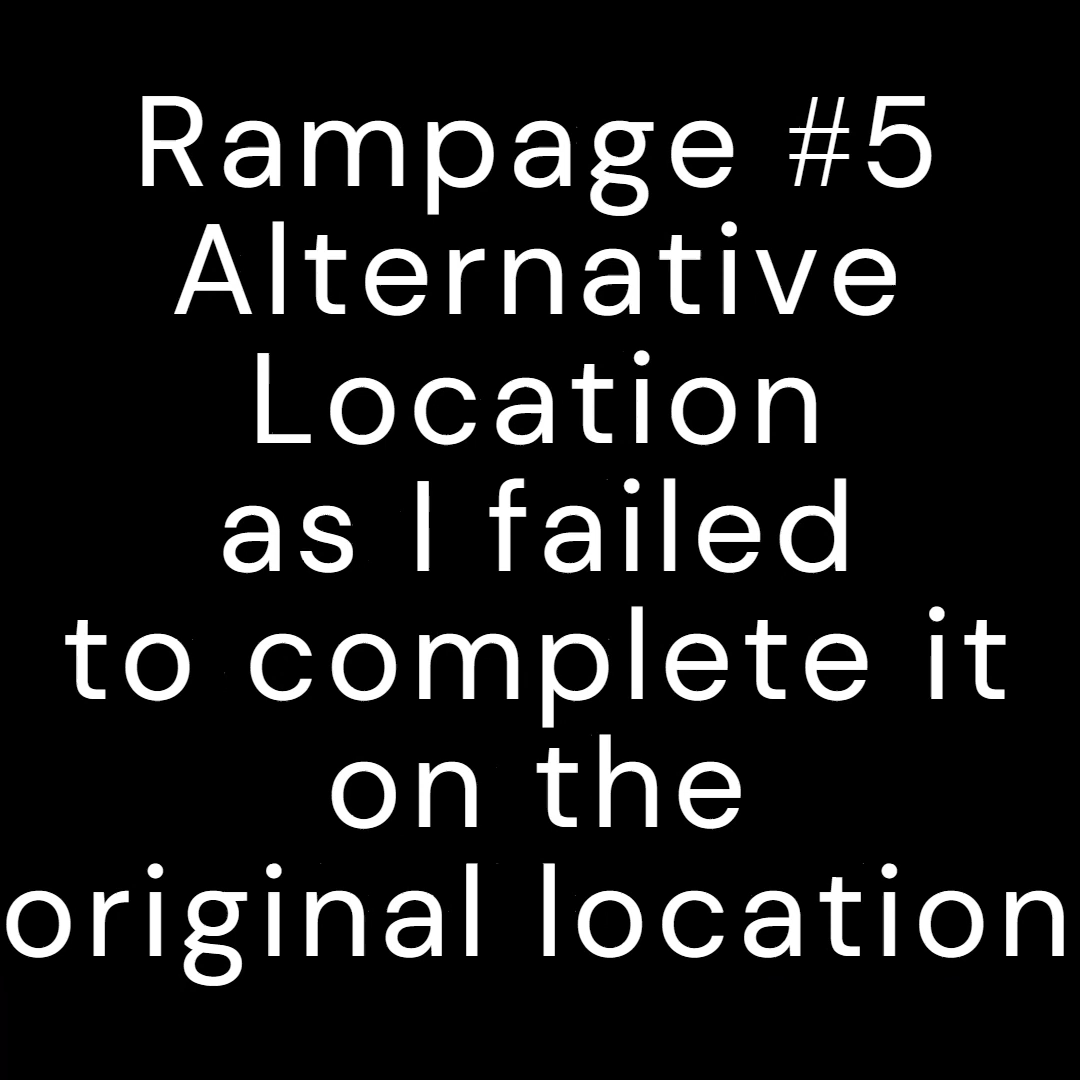 Rampage #5
Alternative
Location
as I failed
to complete it
on the
original location